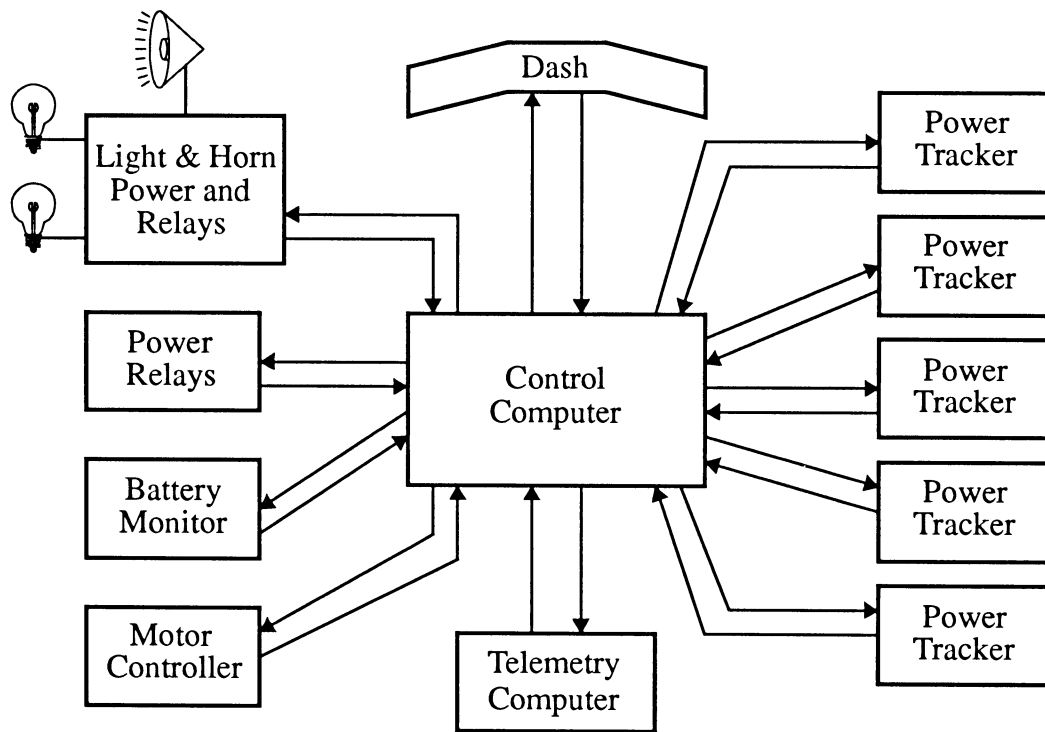 Dash
Light & Horn
Power and
Relays
Power
Relays
Battery
Monitor
Motor
Controller
Control
Computer
Telemetry
Computer
Power
Tracker
Power
Tracker
Power
Tracker
Power
Tracker
Power
Tracker